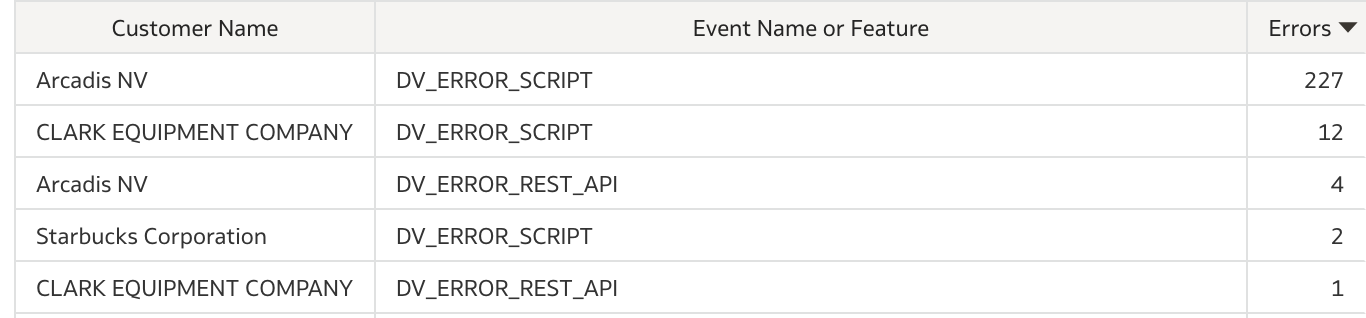 Customer Name Event Name or Feature Errors
Arcadis NV DV_ERROR_SCRIPT 227
CLARK EQUIPMENT COMPANY DV_ERROR_SCRIPT 12
Arcadis NV DV_ERROR_REST_API 4
Starbucks Corporation DV_ERROR_SCRIPT 2
CLARK EQUIPMENT COMPANY DV_ERROR_REST_API 1